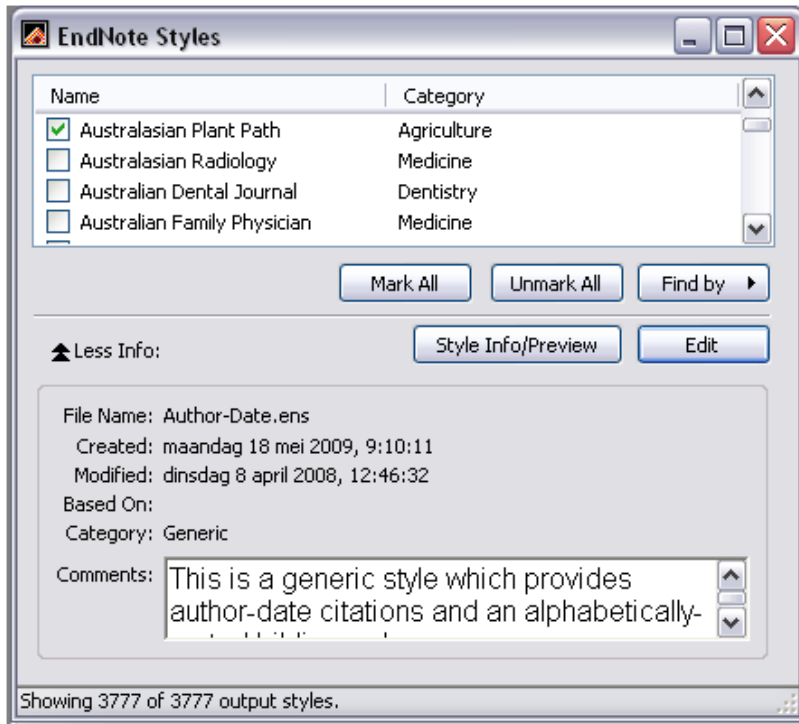 EndNote Styles
Name Category
Australasian Plant Path Agriculture
Australasian Radiology Medicine
Australian Dental Journal Dentistry
Australian Family Physician Medicine
Mark All Unmark All Find by
Less Info: Style Info/Preview Edit
File Name: Author-Date.ens
Created: maandag 18 mei 2009, 9:10:11
Modified: dinsdag 8 april 2008, 12:46:32
Based On:
Category: Generic
Comments: This is a generic style which provides
author-date citations and an alphabetically-
Showing 3777 of 3777 output styles.